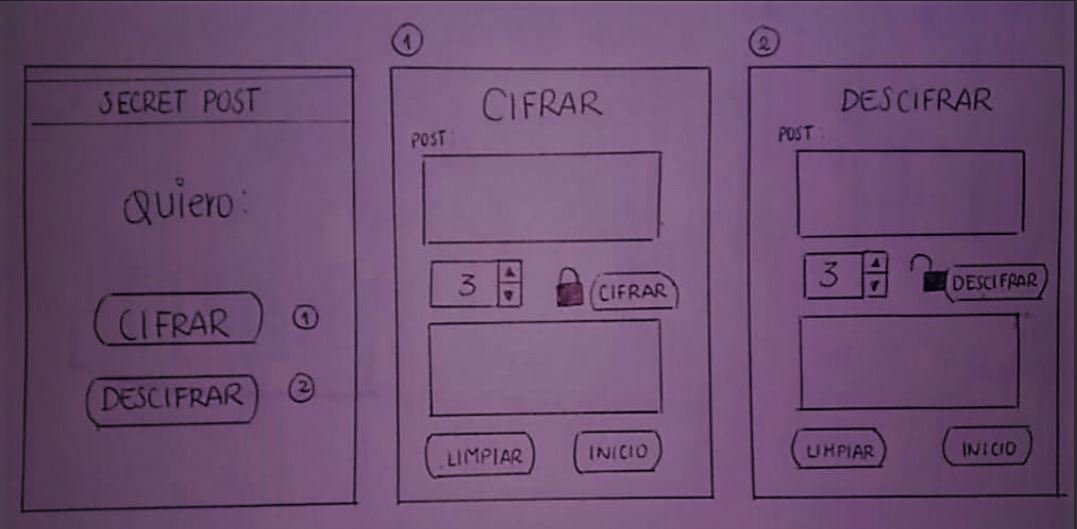 SECRET POST
Quiero:
CIFRAR 1
DESCIFRAR 2
1
CIFRAR
POST:
3 CIFRAR
LIMPIAR INICIO
2
DESCIFRAR
POST:
3 DESCIFRAR
LIMPIAR INICIO